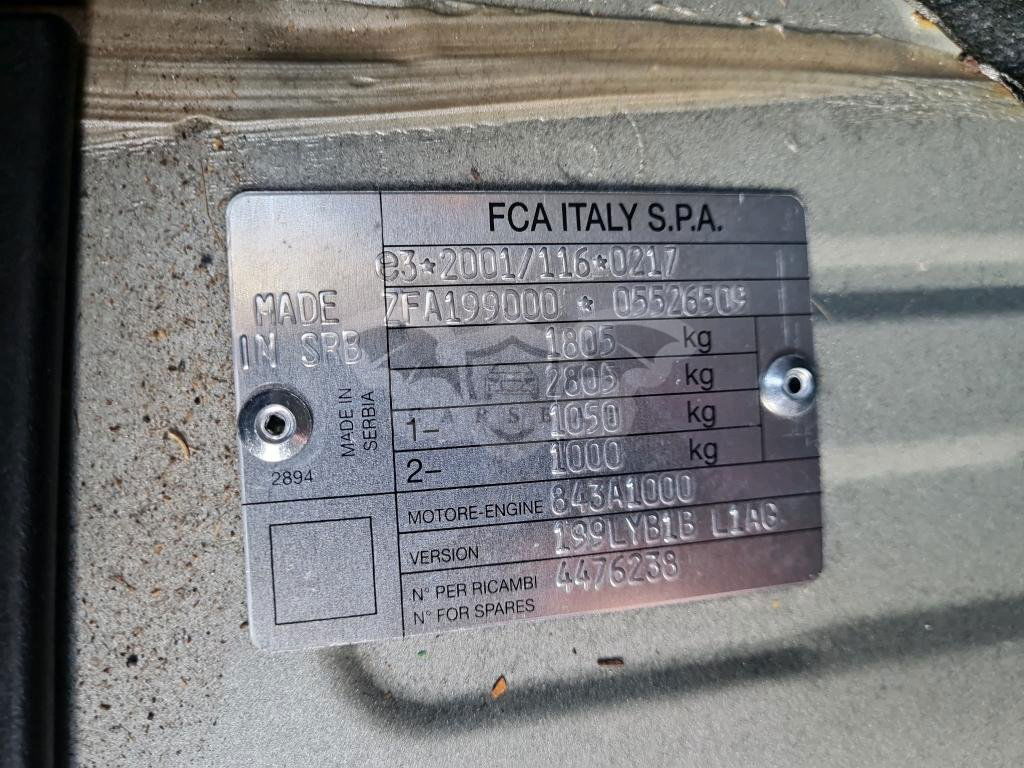 FCA ITALY S.P.A.
e3*2001/116*0217
MADE IN SRB
ZFA199000 * 05526509
1805 kg
2805 kg
MADE IN SERBIA
1- 1050 kg
2- 1000 kg
2894
MOTORE-ENGINE 843A1000
VERSION 199LYB1B L1AG
N° PER RICAMBI 4476238
N° FOR SPARES